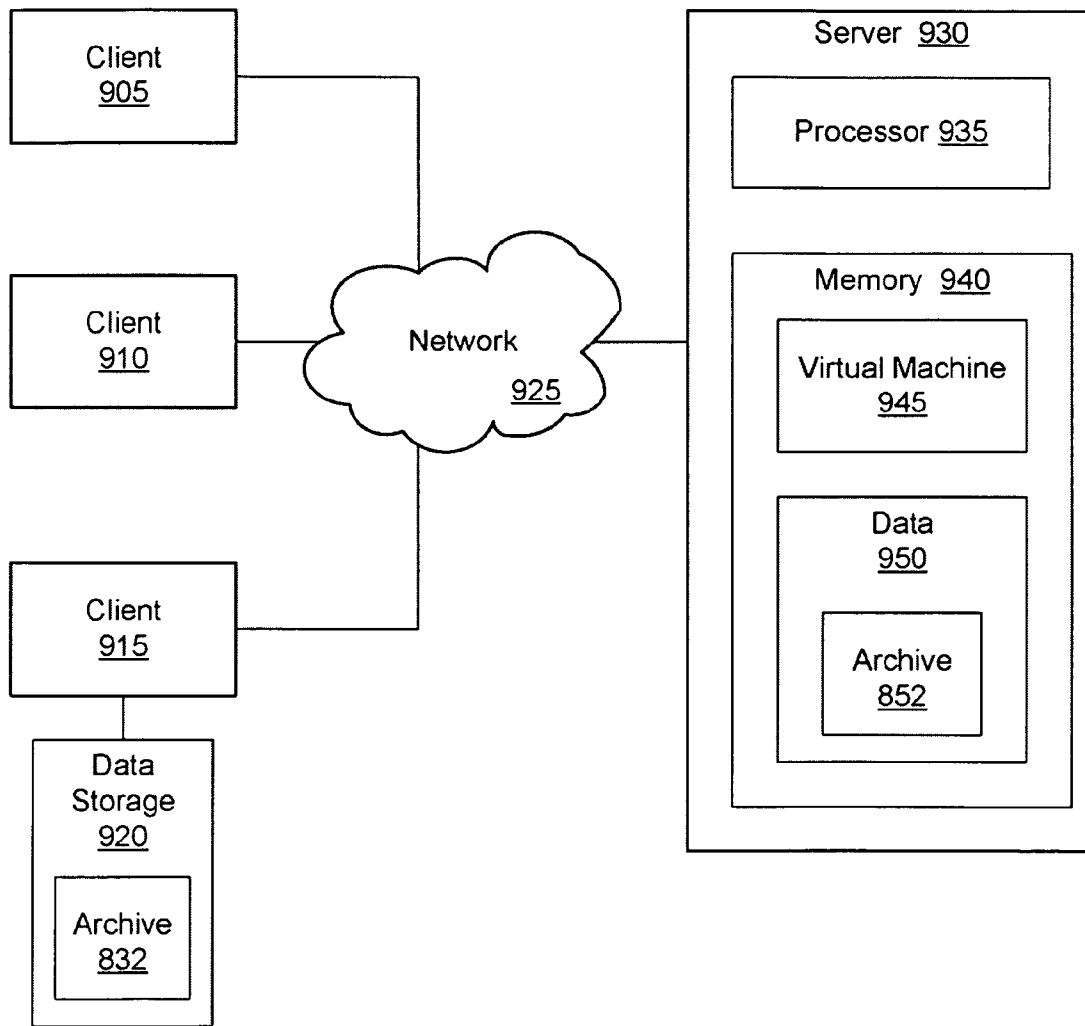 Client
905
Client
910
Client
915
Data
Storage
920
Archive
832
Network
925
Server 930
Processor 935
Memory 940
Virtual Machine
945
Data
950
Archive
852